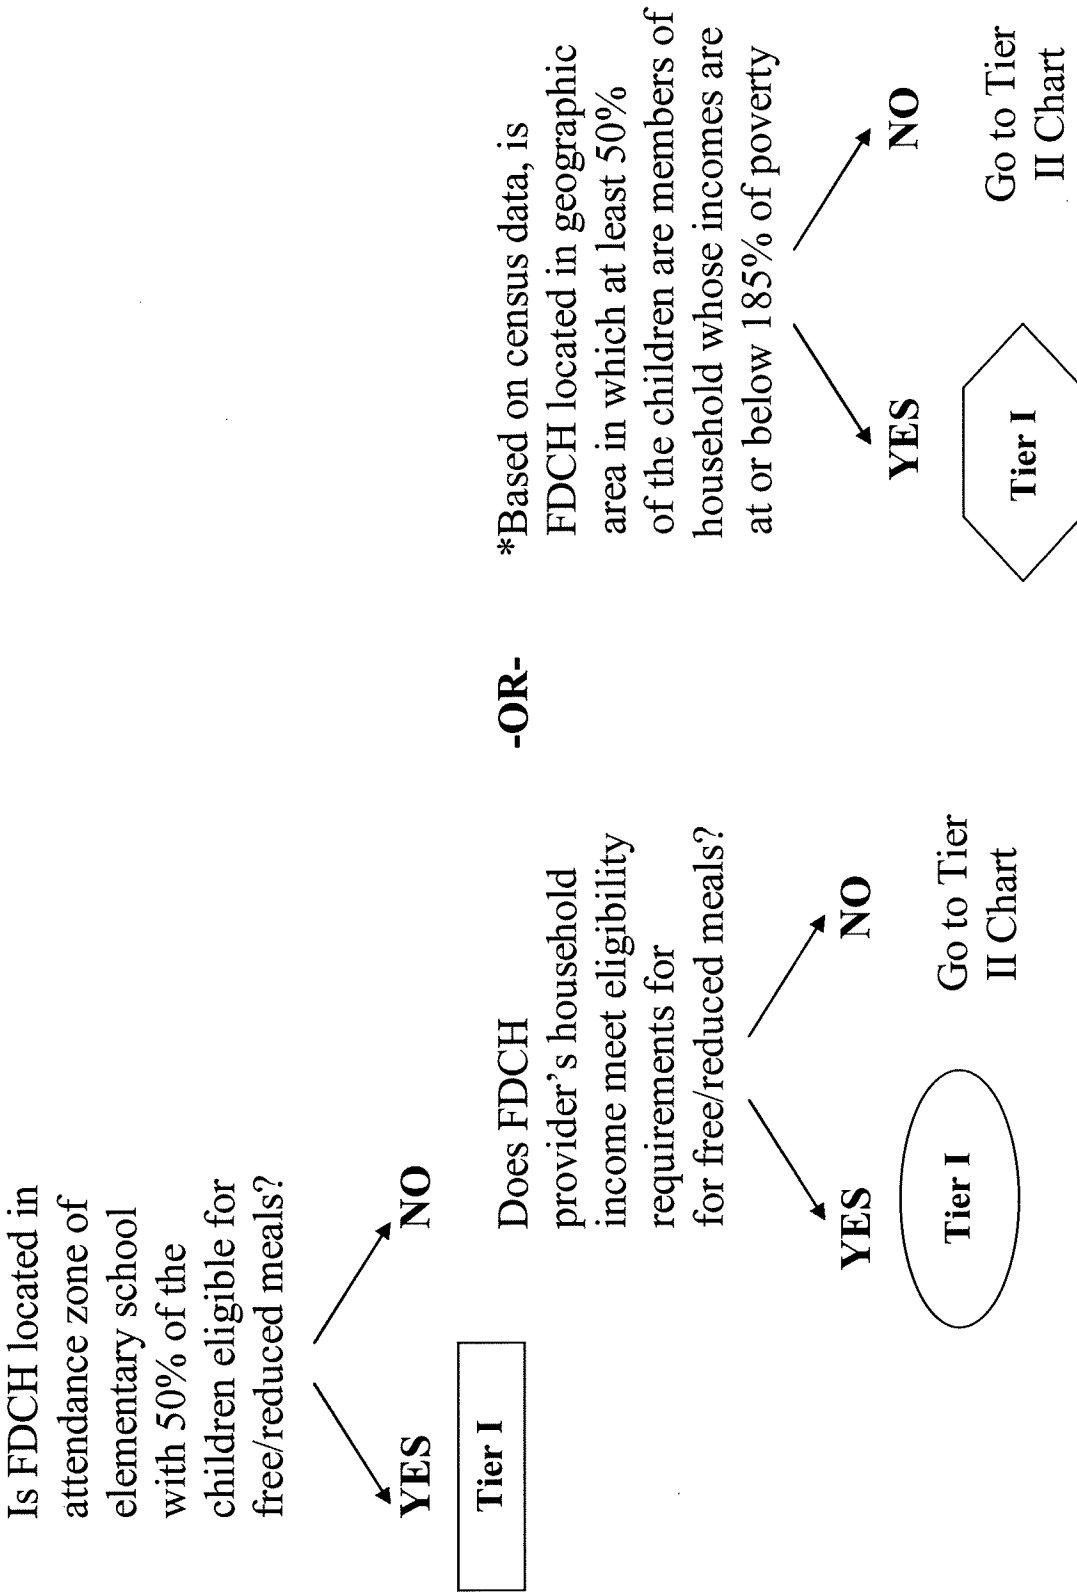 Is FDCH located in
attendance zone of
elementary school
with 50% of the
children eligible for
free/reduced meals?
YES
NO
Tier I
Does FDCH
provider's household
income meet eligibility
requirements for
for free/reduced meals?
YES
NO
Tier I
Go to Tier
II Chart
-OR-
*Based on census data, is
FDCH located in geographic
area in which at least 50%
of the children are members of
household whose incomes are
at or below 185% of poverty
YES
NO
Tier I
Go to Tier
II Chart